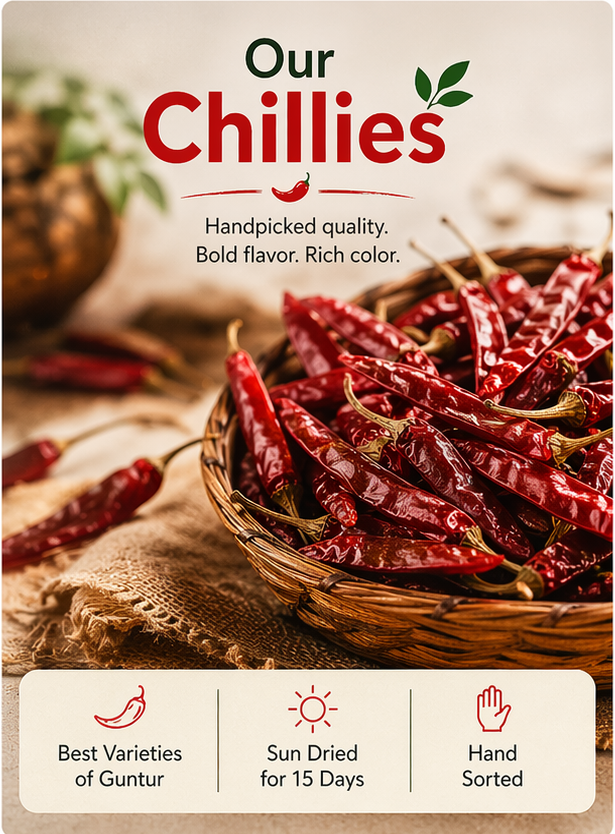 Our
Chillies
Handpicked quality.
Bold flavor. Rich color.
Best Varieties
of Guntur
Sun Dried
for 15 Days
Hand
Sorted